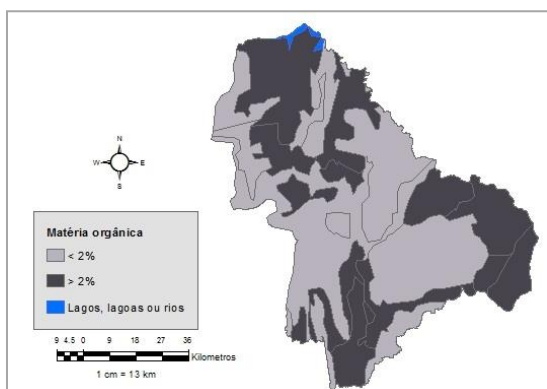 N
W
E
S
Matéria orgânica
< 2%
> 2%
Lagos, lagoas ou rios
9 4.5 0 9 18 27 36
Kilometros
1 cm = 13 km